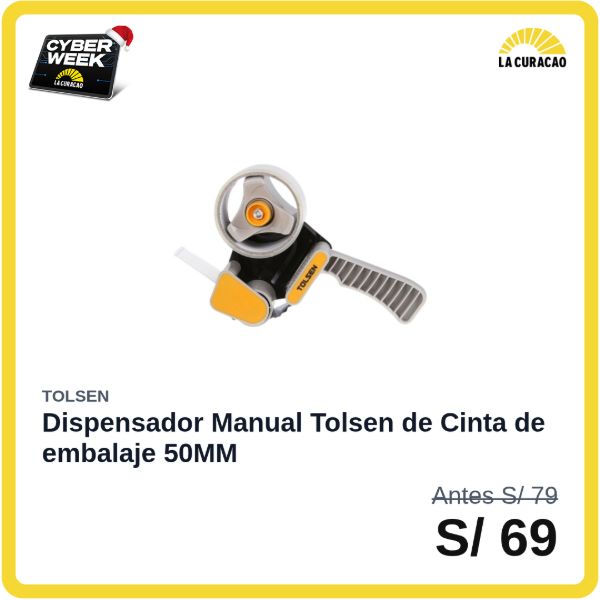 CYBER
WEEK
LA CURACAO
LA CURACAO
TOLSEN
TOLSEN
Dispensador Manual Tolsen de Cinta de
embalaje 50MM
Antes S/ 79
S/ 69